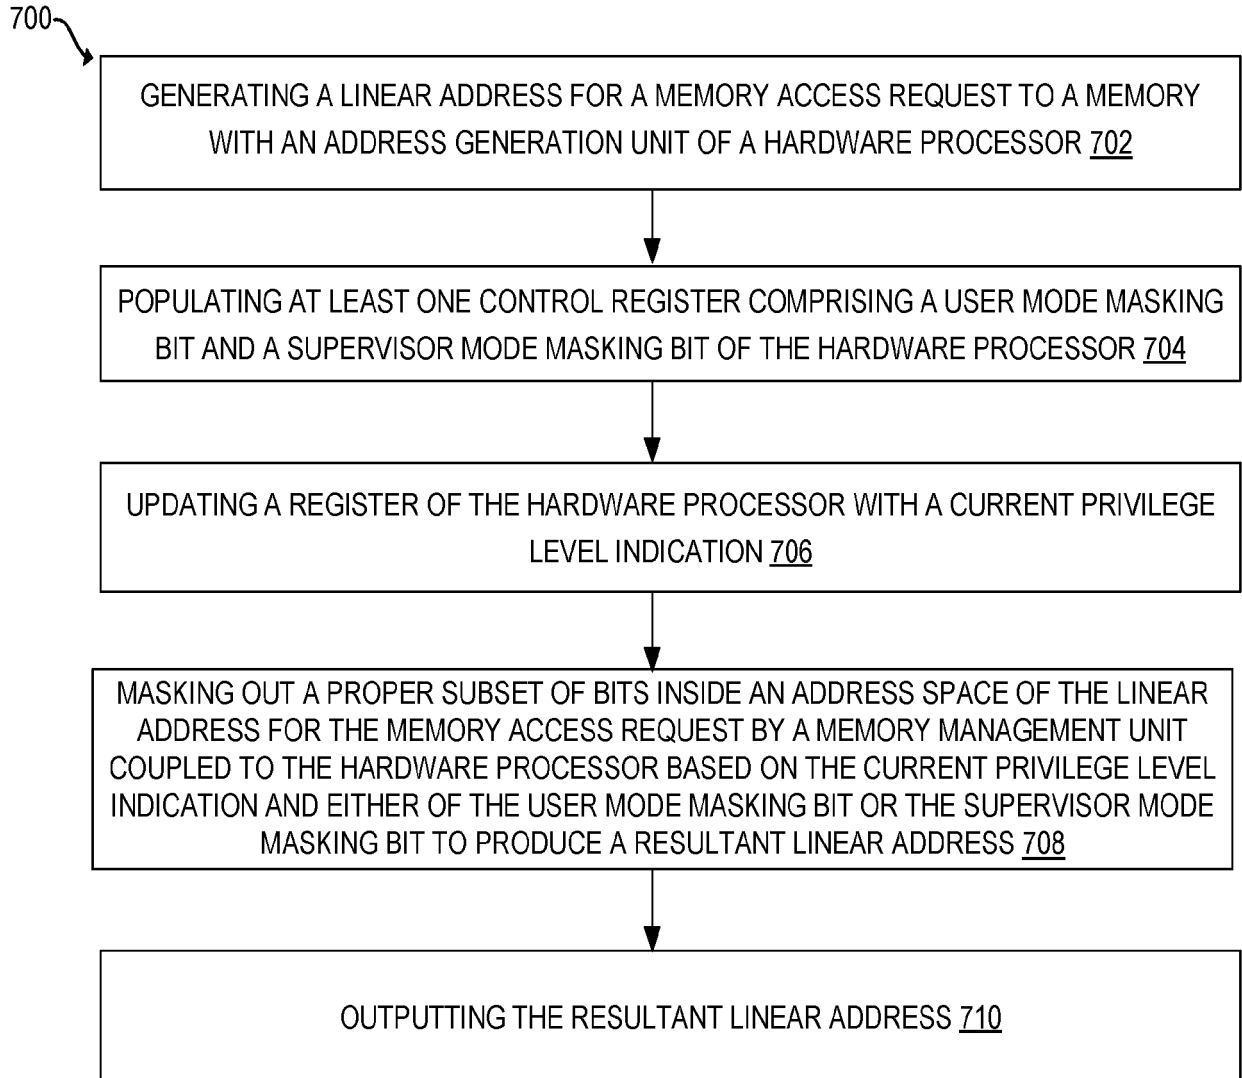 700
GENERATING A LINEAR ADDRESS FOR A MEMORY ACCESS REQUEST TO A MEMORY
WITH AN ADDRESS GENERATION UNIT OF A HARDWARE PROCESSOR 702
POPULATING AT LEAST ONE CONTROL REGISTER COMPRISING A USER MODE MASKING
BIT AND A SUPERVISOR MODE MASKING BIT OF THE HARDWARE PROCESSOR 704
UPDATING A REGISTER OF THE HARDWARE PROCESSOR WITH A CURRENT PRIVILEGE
LEVEL INDICATION 706
MASKING OUT A PROPER SUBSET OF BITS INSIDE AN ADDRESS SPACE OF THE LINEAR
ADDRESS FOR THE MEMORY ACCESS REQUEST BY A MEMORY MANAGEMENT UNIT
COUPLED TO THE HARDWARE PROCESSOR BASED ON THE CURRENT PRIVILEGE LEVEL
INDICATION AND EITHER OF THE USER MODE MASKING BIT OR THE SUPERVISOR MODE
MASKING BIT TO PRODUCE A RESULTANT LINEAR ADDRESS 708
OUTPUTTING THE RESULTANT LINEAR ADDRESS 710